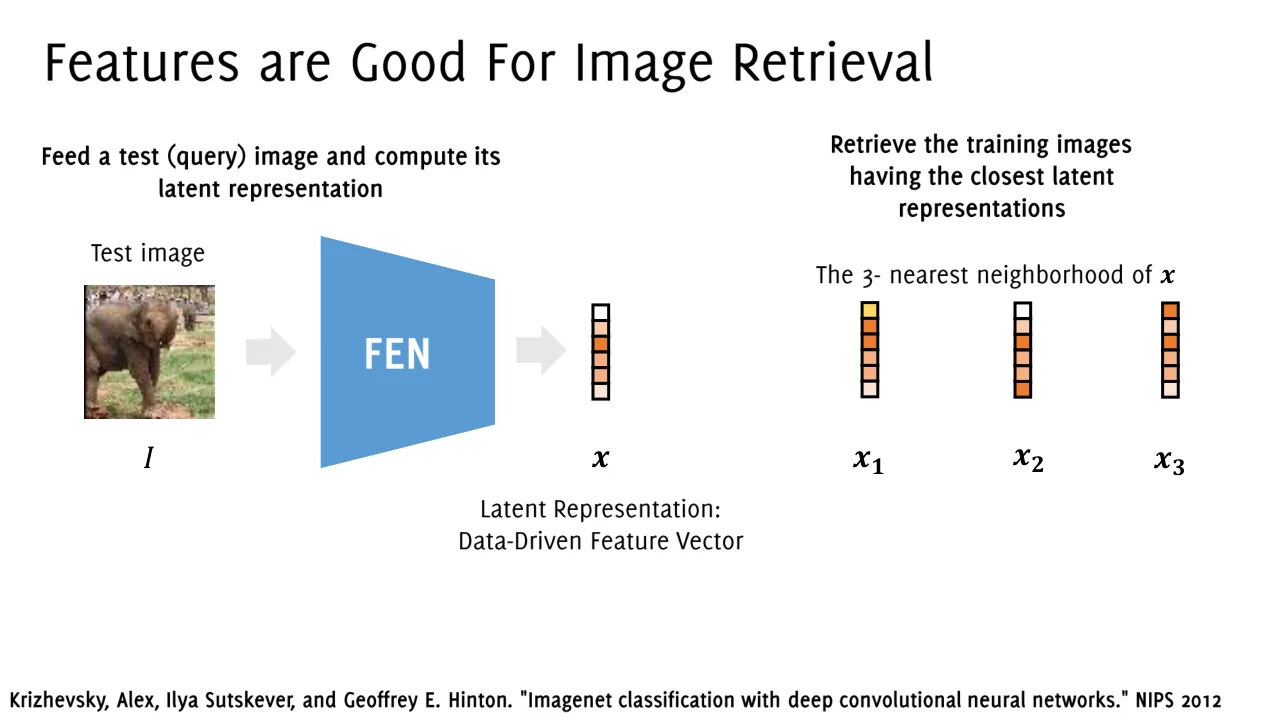 Features are Good For Image Retrieval
Feed a test (query) image and compute its
latent representation
Retrieve the training images
having the closest latent
representations
Test image
The 3- nearest neighborhood of x
FEN
I
x
x₁
x₂
x₃
Latent Representation:
Data-Driven Feature Vector
Krizhevsky, Alex, Ilya Sutskever, and Geoffrey E. Hinton. "Imagenet classification with deep convolutional neural networks." NIPS 2012